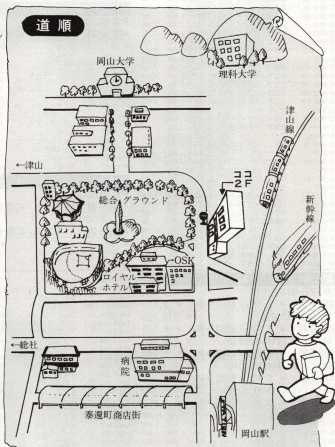 道順
岡山大学
理科大学
津山線
←津山
ココ
2F
新幹線
総合グラウンド
←OSK
ロイヤル
ホテル
←総社
病院
奉還町商店街
岡山駅